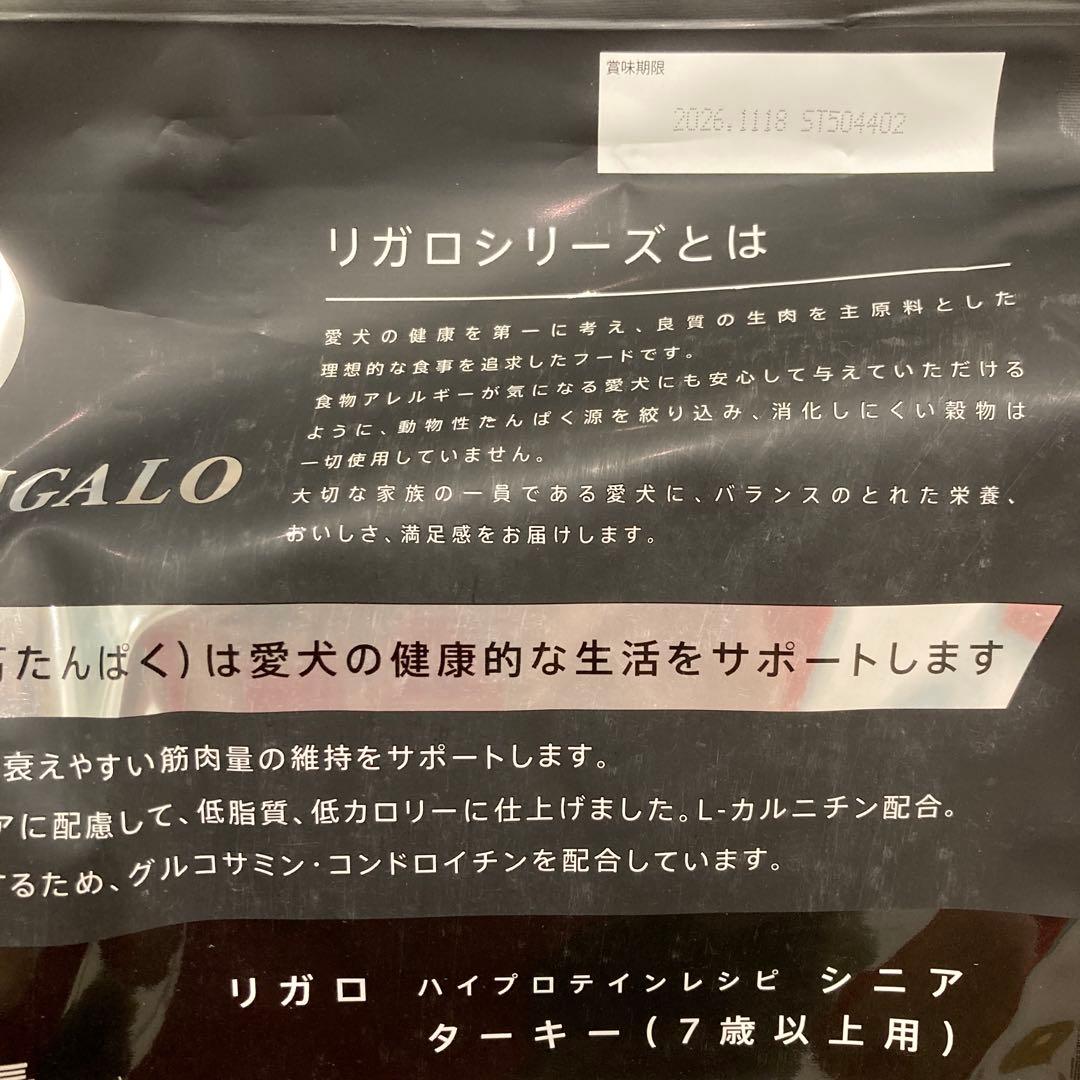 賞味期限
2026.1118 ST504402
リガロシリーズとは
愛犬の健康を第一に考え、良質の生肉を主原料とした
理想的な食事を追求したフードです。
食物アレルギーが気になる愛犬にも安心して与えていただける
ように、動物性たんぱく源を絞り込み、消化しにくい穀物は
一切使用していません。
大切な家族の一員である愛犬に、バランスのとれた栄養、
おいしさ、満足感をお届けします。
IGALO
たんぱく)は愛犬の健康的な生活をサポートします
衰えやすい筋肉量の維持をサポートします。
アに配慮して、低脂質、低カロリーに仕上げました。L-カルニチン配合。
するため、グルコサミン・コンドロイチンを配合しています。
リガロ ハイプロテインレシピ シニア
ターキー(7歳以上用)